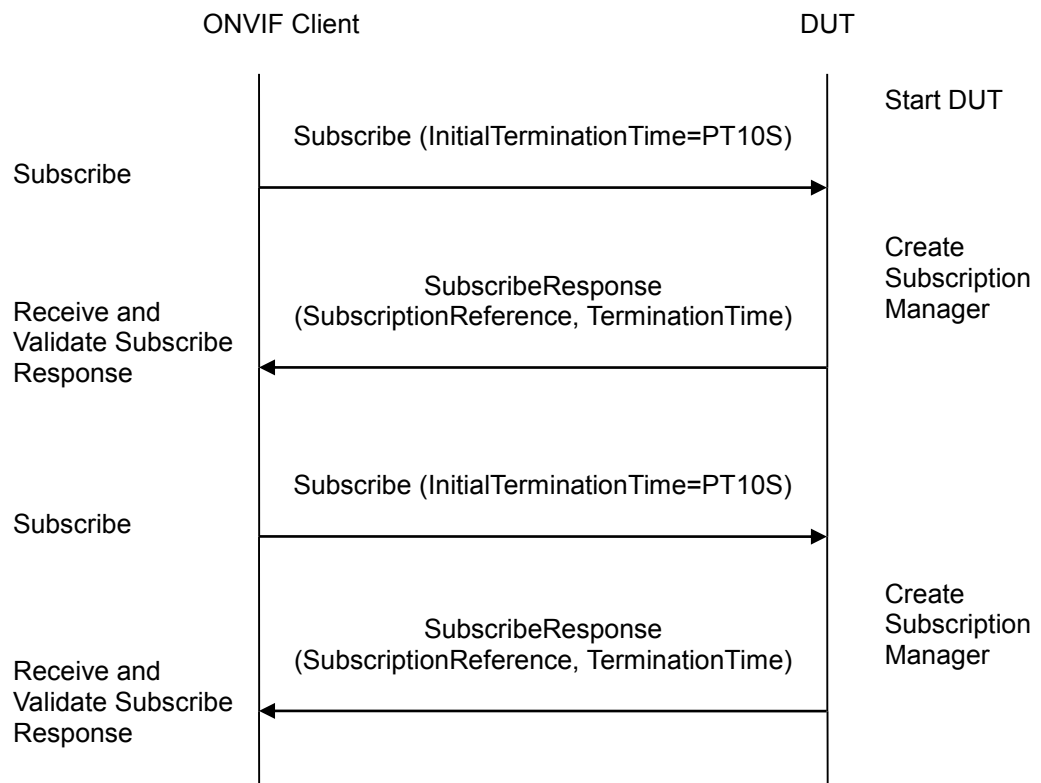 ONVIF Client
DUT
Start DUT
Subscribe (InitialTerminationTime=PT10S)
Subscribe
Create
Subscription
Manager
SubscribeResponse
(SubscriptionReference, TerminationTime)
Receive and
Validate Subscribe
Response
Subscribe (InitialTerminationTime=PT10S)
Subscribe
Create
Subscription
Manager
SubscribeResponse
(SubscriptionReference, TerminationTime)
Receive and
Validate Subscribe
Response